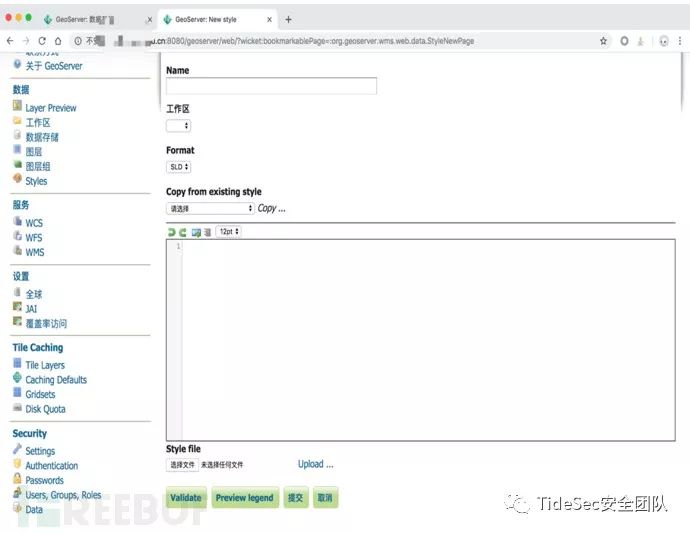 GeoServer: 数据
GeoServer: New style
u.cn:8080/geoserver/web/?wicket:bookmarkablePage=:org.geoserver.wms.web.data.StyleNewPage
联系方式
关于 GeoServer
数据
Layer Preview
工作区
数据存储
图层
图层组
Styles
服务
WCS
WFS
WMS
设置
全球
JAI
覆盖率访问
Tile Caching
Tile Layers
Caching Defaults
Gridsets
Disk Quota
Security
Settings
Authentication
Passwords
Users, Groups, Roles
Data
Name
工作区
Format
SLD
Copy from existing style
请选择 Copy ...
12pt
1
Style file
选择文件 未选择任何文件 Upload ...
Validate Preview legend 提交 取消
REEBUF
TideSec安全团队